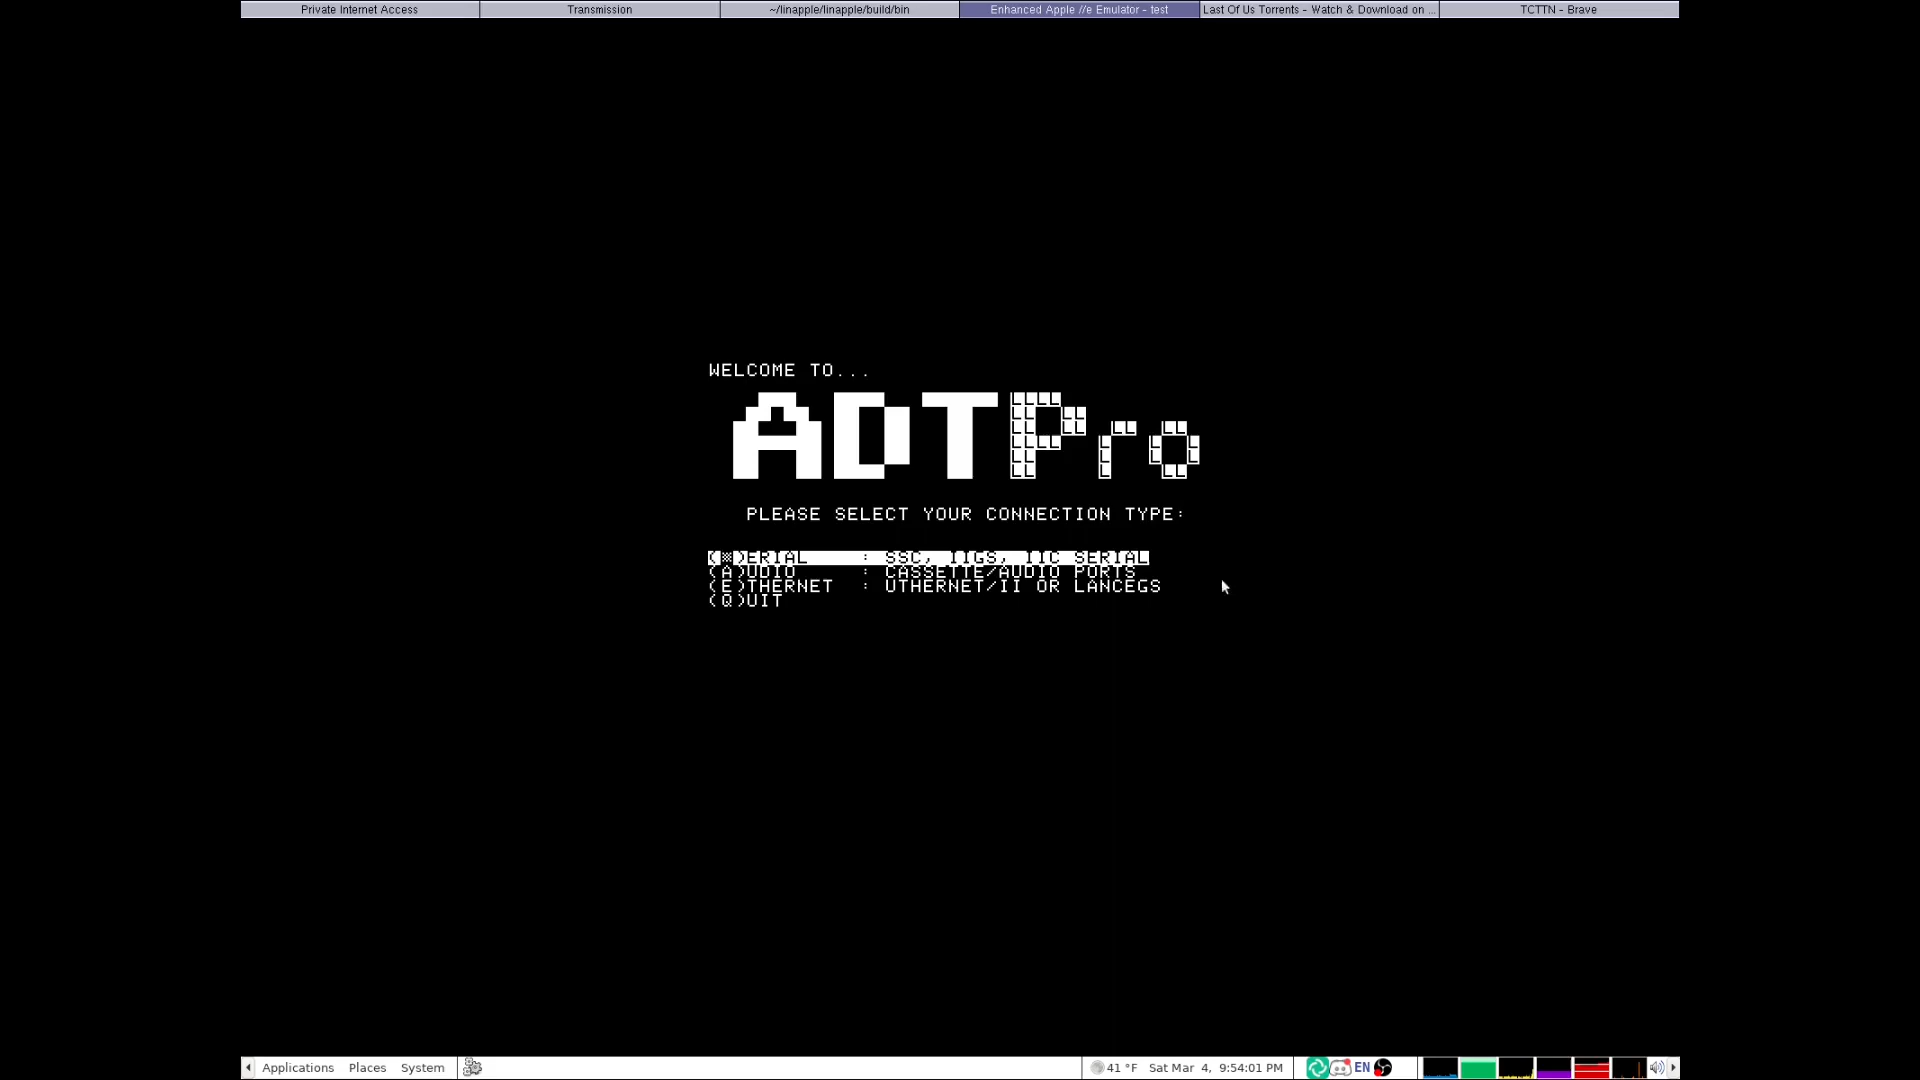 Private Internet Access
Transmission
~/linapple/linapple/build/bin
Enhanced Apple //e Emulator - test
Last Of Us Torrents - Watch & Download on ...
TCTTN - Brave
WELCOME TO...
ADTPro
PLEASE SELECT YOUR CONNECTION TYPE:
( )ERIAL : SSC, IIGS, IIC SERIAL
(A)UDIO : CASSETTE/AUDIO PORTS
(E)THERNET : UTHERNET/II OR LANCEGS
(Q)UIT
Applications Places System
41 °F Sat Mar 4, 9:54:01 PM
EN